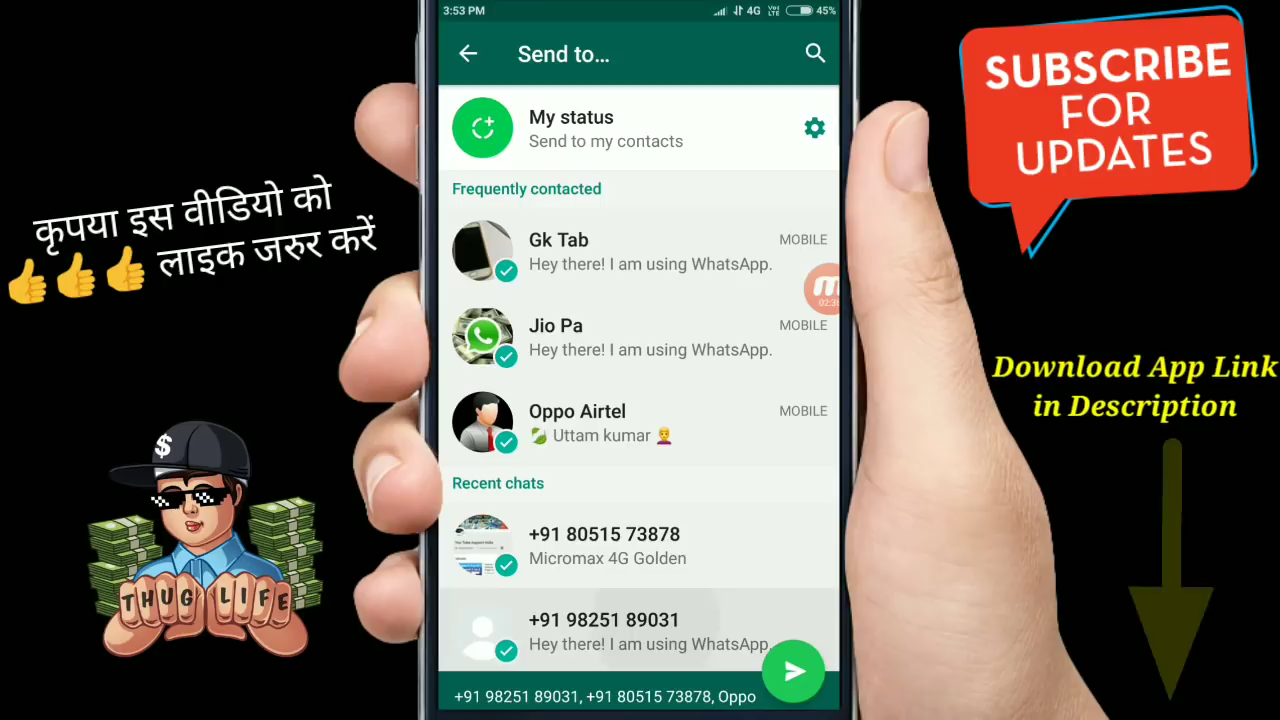 3:53 PM
4G
VoLTE
45%
Send to...
My status
Send to my contacts
Frequently contacted
Gk Tab
MOBILE
Hey there! I am using WhatsApp.
Jio Pa
MOBILE
Hey there! I am using WhatsApp.
Oppo Airtel
MOBILE
🍃 Uttam kumar 👨‍🦱
Recent chats
+91 80515 73878
Micromax 4G Golden
+91 98251 89031
Hey there! I am using WhatsApp.
+91 98251 89031, +91 80515 73878, Oppo
कृपया इस वीडियो को
👍👍👍 लाइक जरुर करें
$
THUG LIFE
SUBSCRIBE
FOR
UPDATES
Download App Link
in Description